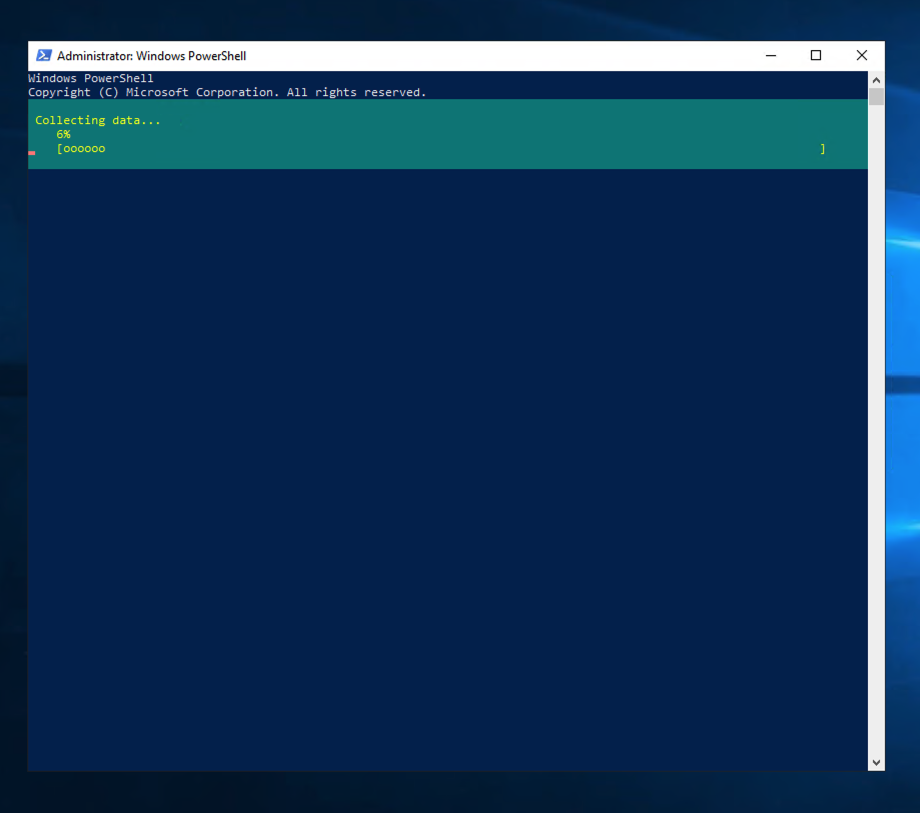 Administrator: Windows PowerShell
Windows PowerShell
Copyright (C) Microsoft Corporation. All rights reserved.
Collecting data...
6%
[oooooo ]